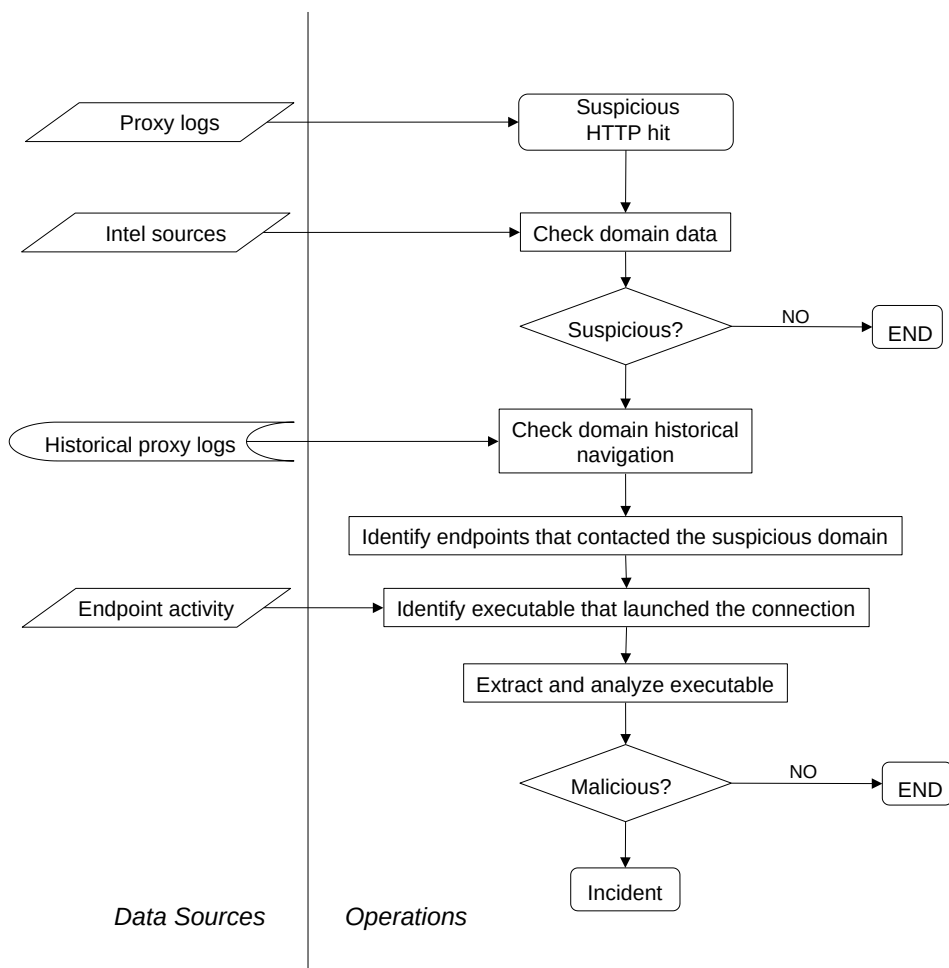 Proxy logs
Suspicious
HTTP hit
Intel sources
Check domain data
Suspicious?
NO
END
Historical proxy logs
Check domain historical
navigation
Identify endpoints that contacted the suspicious domain
Endpoint activity
Identify executable that launched the connection
Extract and analyze executable
Malicious?
NO
END
Incident
Data Sources
Operations